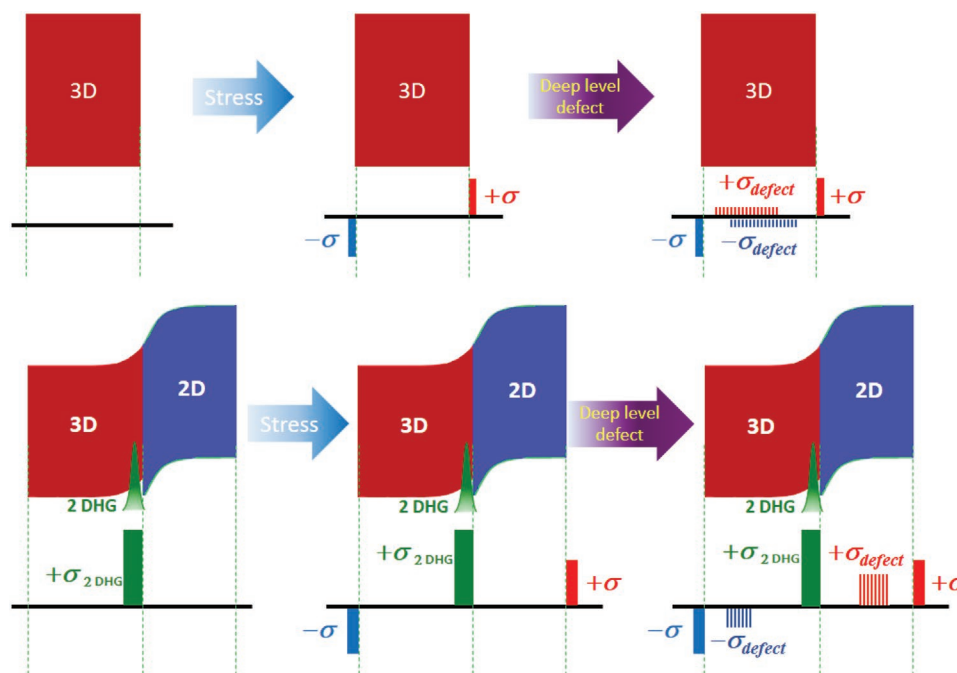 3D
Stress
3D
Deep level
defect
3D
+σ
−σ
+σdefect
+σ
−σ
−σdefect
3D
2D
2 DHG
+σ2 DHG
Stress
3D
2D
2 DHG
+σ2 DHG
+σ
−σ
Deep level
defect
3D
2D
2 DHG
+σ2 DHG
+σdefect
+σ
−σ
−σdefect